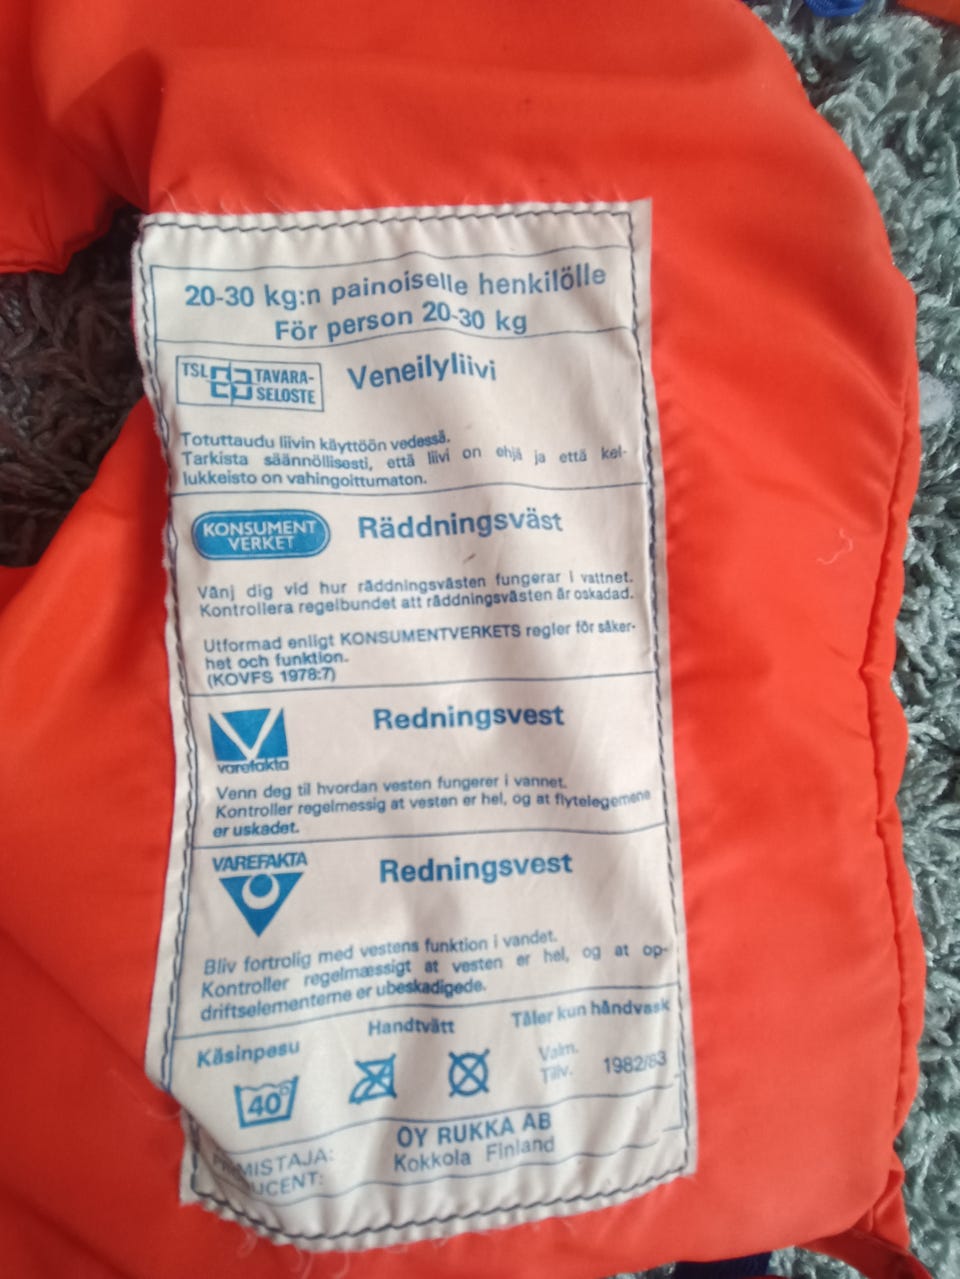 20-30 kg:n painoiselle henkilölle
För person 20-30 kg
TSL TAVARA-
SELOSTE
Veneilyliivi
Totuttaudu liivin käyttöön vedessä.
Tarkista säännöllisesti, että liivi on ehjä ja että kel-
lukkeisto on vahingoittumaton.
KONSUMENT
VERKET
Räddningsväst
Vänj dig vid hur räddningsvästen fungerar i vattnet.
Kontrollera regelbundet att räddningsvästen är oskadad.
Utformad enligt KONSUMENTVERKETS regler för säker-
het och funktion.
(KOVFS 1978:7)
varefakta
Redningsvest
Venn deg til hvordan vesten fungerer i vannet.
Kontroller regelmessig at vesten er hel, og at flytelegemene
er uskadet.
VAREFAKTA
Redningsvest
Bliv fortrolig med vestens funktion i vandet.
Kontroller regelmæssigt at vesten er hel, og at op-
driftselementerne er ubeskadigede.
Käsinpesu
Handtvätt
Tåler kun håndvask
40°
Valm.
Tillv.
1982/83
OY RUKKA AB
Kokkola Finland